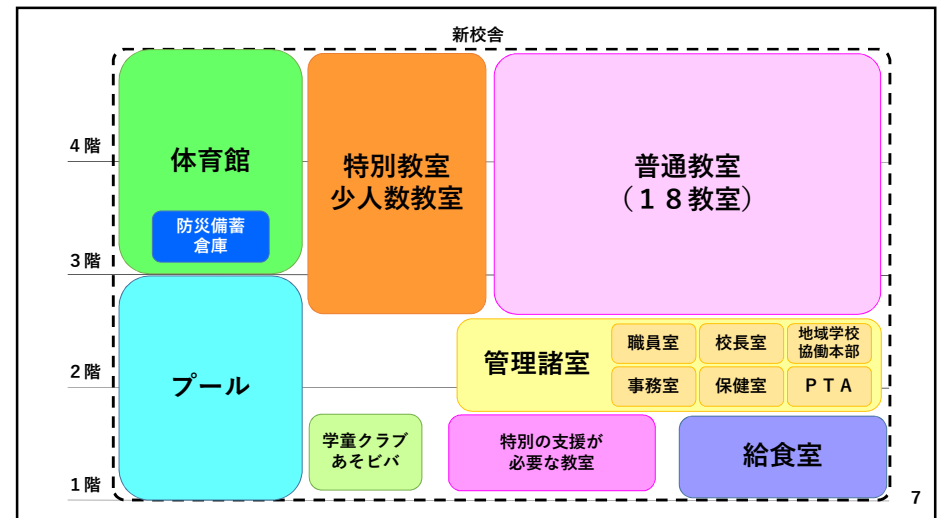 新校舎
4階
3階
2階
1階
体育館
防災備蓄
倉庫
プール
特別教室
少人数教室
普通教室
（１８教室）
管理諸室
職員室
校長室
地域学校
協働本部
事務室
保健室
ＰＴＡ
学童クラブ
あそビバ
特別の支援が
必要な教室
給食室
7